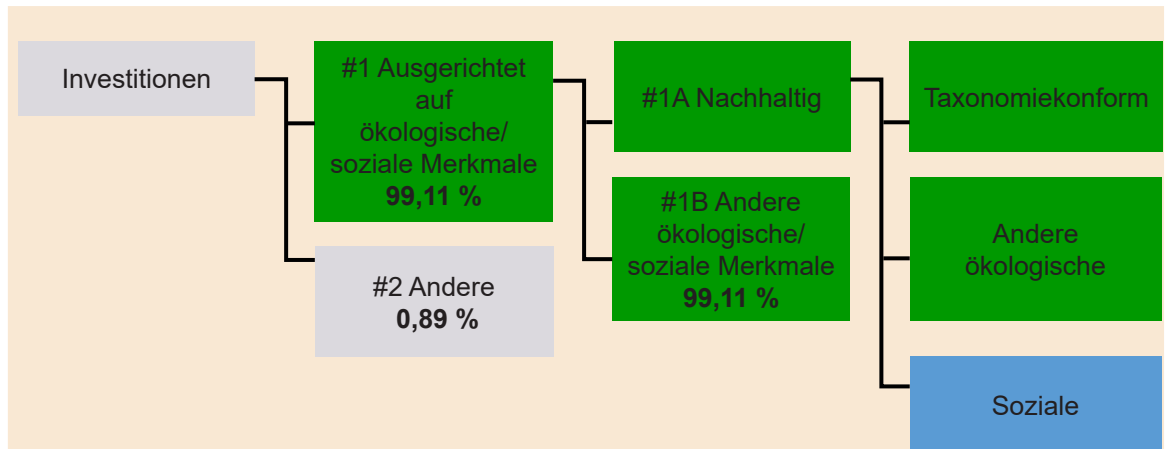 Investitionen
#1 Ausgerichtet
auf
ökologische/
soziale Merkmale
99,11 %
#2 Andere
0,89 %
#1A Nachhaltig
#1B Andere
ökologische/
soziale Merkmale
99,11 %
Taxonomiekonform
Andere
ökologische
Soziale